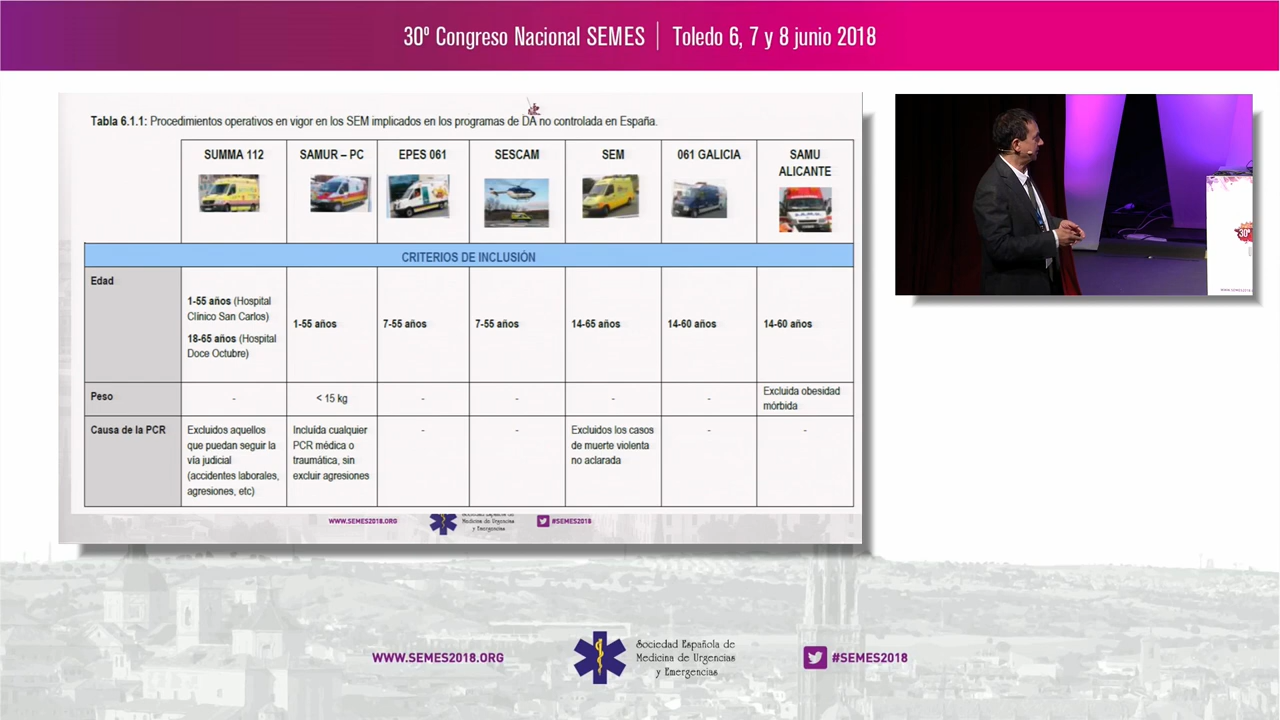 30º Congreso Nacional SEMES | Toledo 6, 7 y 8 junio 2018
Tabla 6.1.1: Procedimientos operativos en vigor en los SEM implicados en los programas de DA no controlada en España.
SUMMA 112
SAMUR – PC
EPES 061
SESCAM
SEM
061 GALICIA
SAMU
ALICANTE
CRITERIOS DE INCLUSIÓN
Edad
1-55 años (Hospital
Clínico San Carlos)
18-65 años (Hospital
Doce Octubre)
1-55 años
7-55 años
7-55 años
14-65 años
14-60 años
14-60 años
Peso
-
< 15 kg
-
-
-
-
Excluida obesidad
mórbida
Causa de la PCR
Excluidos aquellos
que puedan seguir la
vía judicial
(accidentes laborales,
agresiones, etc)
Incluída cualquier
PCR médica o
traumática, sin
excluir agresiones
-
-
Excluidos los casos
de muerte violenta
no aclarada
-
-
WWW.SEMES2018.ORG
Medicina de Urgencias
y Emergencias
#SEMES2018
30º
WWW.SEMES2018.ORG
Sociedad Española de
Medicina de Urgencias
y Emergencias
#SEMES2018